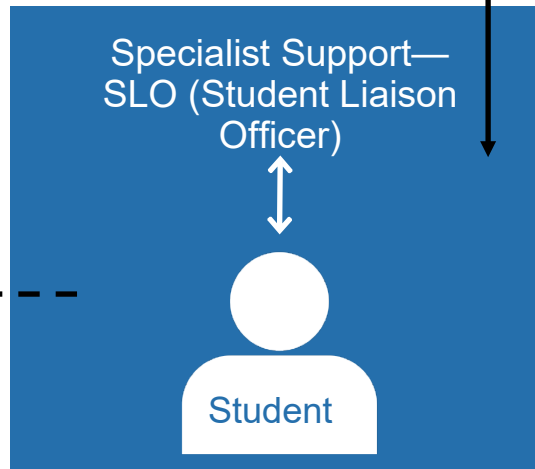 Specialist Support—
SLO (Student Liaison
Officer)
Student